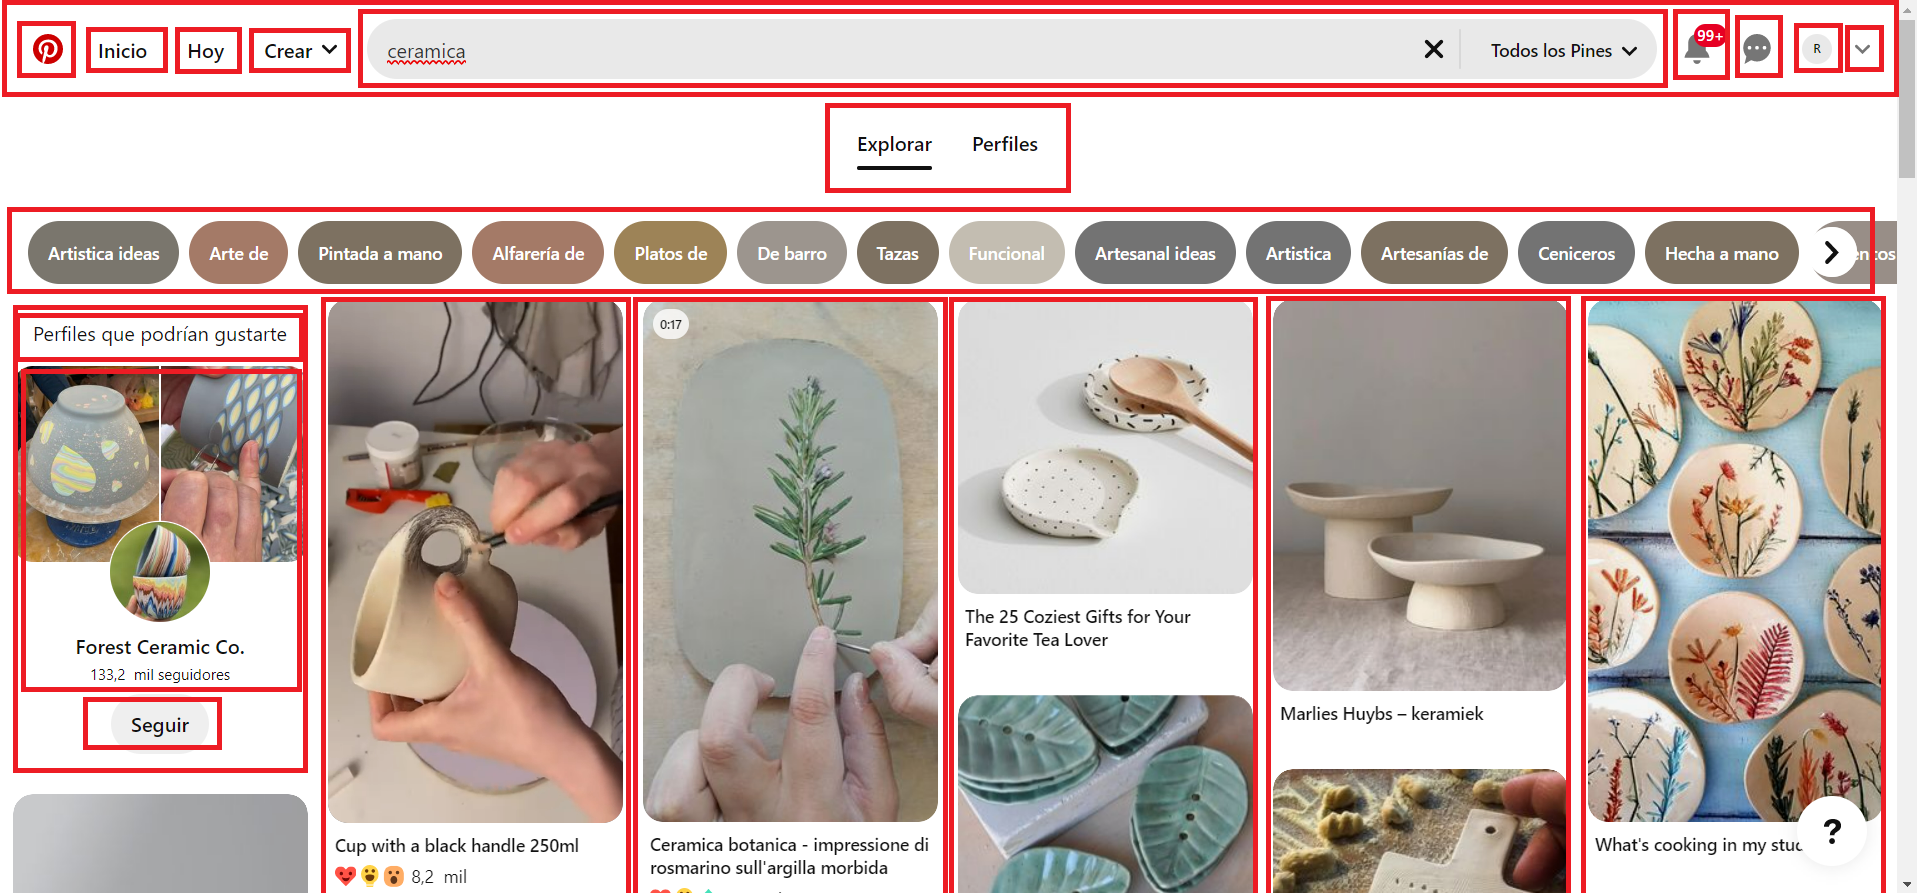 Inicio
Hoy
Crear
ceramica
Todos los Pines
99+
R
Explorar
Perfiles
Artistica ideas
Arte de
Pintada a mano
Alfarería de
Platos de
De barro
Tazas
Funcional
Artesanal ideas
Artistica
Artesanías de
Ceniceros
Hecha a mano
Perfiles que podrían gustarte
Forest Ceramic Co.
133,2 mil seguidores
Seguir
Cup with a black handle 250ml
8,2 mil
0:17
Ceramica botanica - impressione di
rosmarino sull'argilla morbida
The 25 Coziest Gifts for Your
Favorite Tea Lover
Marlies Huybs – keramiek
What's cooking in my
?